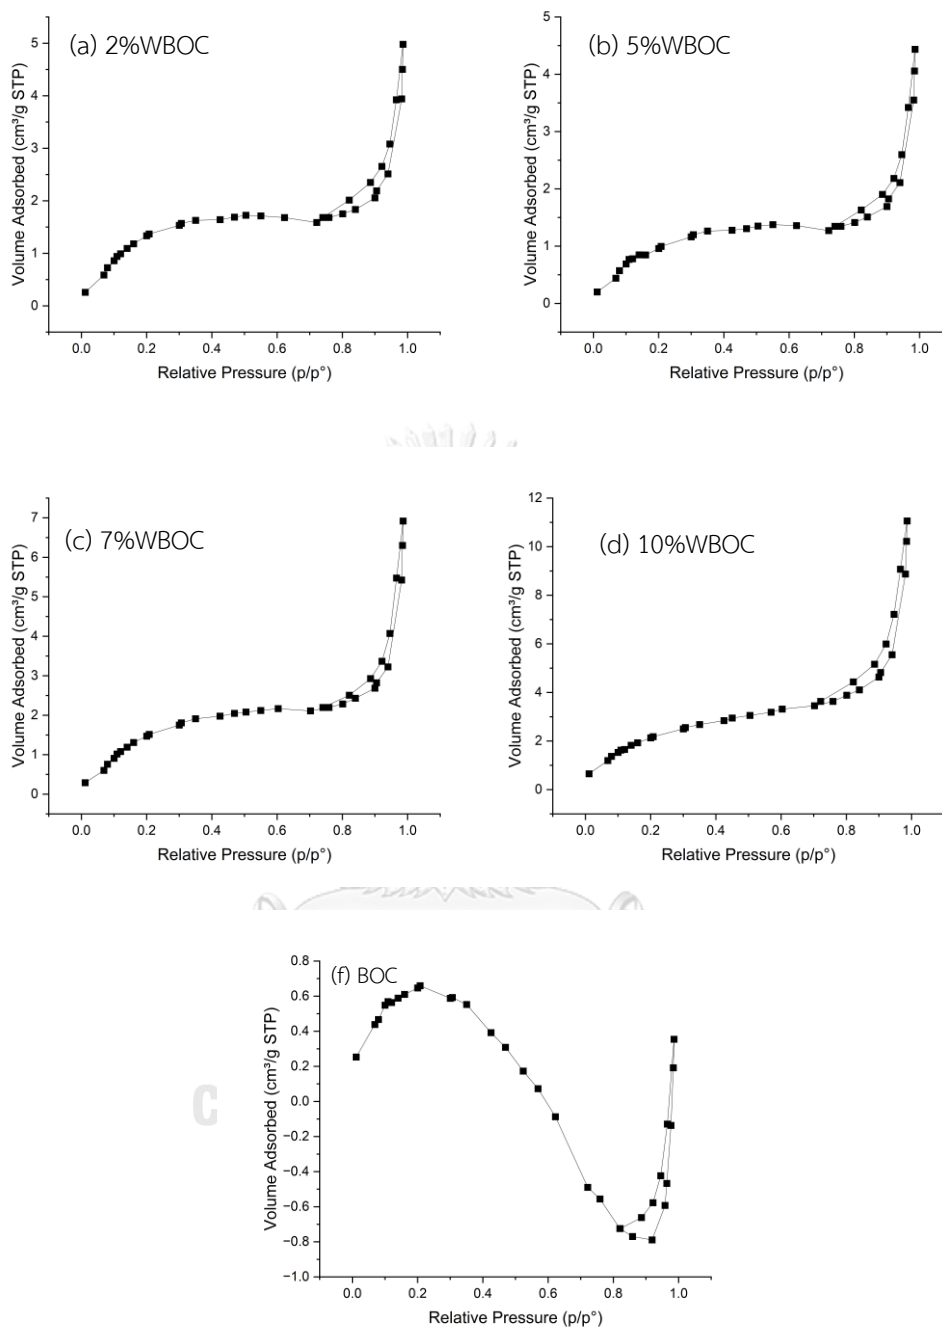 (a) 2%WBOC
Volume Adsorbed (cm³/g STP)
5
4
3
2
1
0
0.0 0.2 0.4 0.6 0.8 1.0
Relative Pressure (p/p°)
(b) 5%WBOC
Volume Adsorbed (cm³/g STP)
5
4
3
2
1
0
0.0 0.2 0.4 0.6 0.8 1.0
Relative Pressure (p/p°)
(c) 7%WBOC
Volume Adsorbed (cm³/g STP)
7
6
5
4
3
2
1
0
0.0 0.2 0.4 0.6 0.8 1.0
Relative Pressure (p/p°)
(d) 10%WBOC
Volume Adsorbed (cm³/g STP)
12
10
8
6
4
2
0
0.0 0.2 0.4 0.6 0.8 1.0
Relative Pressure (p/p°)
(f) BOC
Volume Adsorbed (cm³/g STP)
0.8
0.6
0.4
0.2
0.0
−0.2
−0.4
−0.6
−0.8
−1.0
0.0 0.2 0.4 0.6 0.8 1.0
Relative Pressure (p/p°)
C